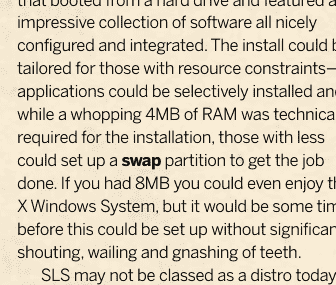 that booted from a hard drive and featured a
impressive collection of software all nicely
configured and integrated. The install could b
tailored for those with resource constraints—
applications could be selectively installed and
while a whopping 4MB of RAM was technica
required for the installation, those with less
could set up a swap partition to get the job
done. If you had 8MB you could even enjoy th
X Windows System, but it would be some tim
before this could be set up without significan
shouting, wailing and gnashing of teeth.
SLS may not be classed as a distro today